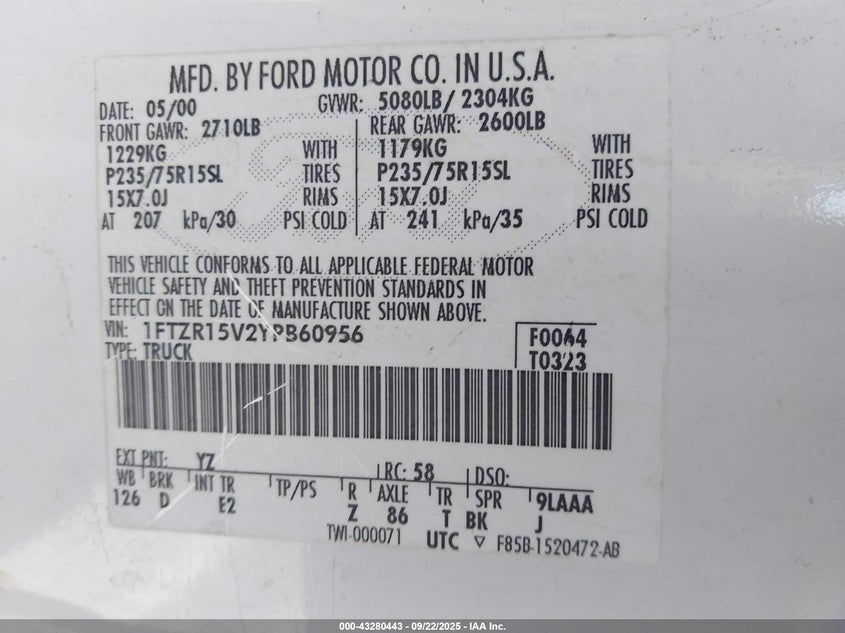 MFD. BY FORD MOTOR CO. IN U.S.A.
DATE: 05/00 GVWR: 5080LB/ 2304KG
FRONT GAWR: 2710LB REAR GAWR: 2600LB
1229KG WITH 1179KG WITH
P235/75R15SL TIRES P235/75R15SL TIRES
15X7.0J RIMS 15X7.0J RIMS
AT 207 kPa/30 PSI COLD AT 241 kPa/35 PSI COLD
THIS VEHICLE CONFORMS TO ALL APPLICABLE FEDERAL MOTOR
VEHICLE SAFETY AND THEFT PREVENTION STANDARDS IN
EFFECT ON THE DATE OF MANUFACTURE SHOWN ABOVE.
VIN: 1FTZR15V2YPB60956 F0064
TYPE: TRUCK T0323
EXT PNT: YZ RC: 58 DSO:
WB BRK INT TR TP/PS R AXLE TR SPR 9LAAA
126 D E2 Z 86 T BK J
TWI-000071 UTC ▽ F85B-1520472-AB
000-43280443 - 09/22/2025 - IAA Inc.